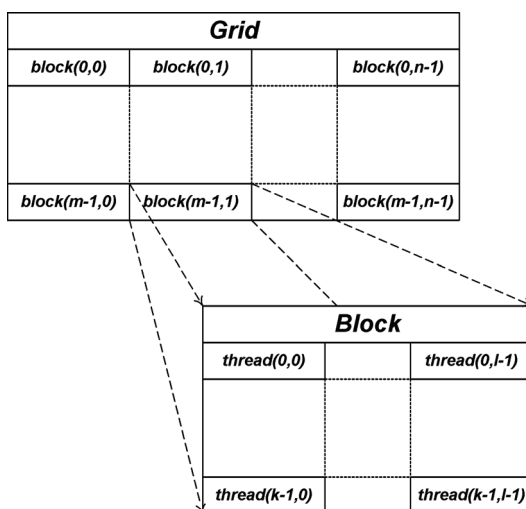 Grid
block(0,0) block(0,1) block(0,n-1)
block(m-1,0) block(m-1,1) block(m-1,n-1)
Block
thread(0,0) thread(0,l-1)
thread(k-1,0) thread(k-1,l-1)